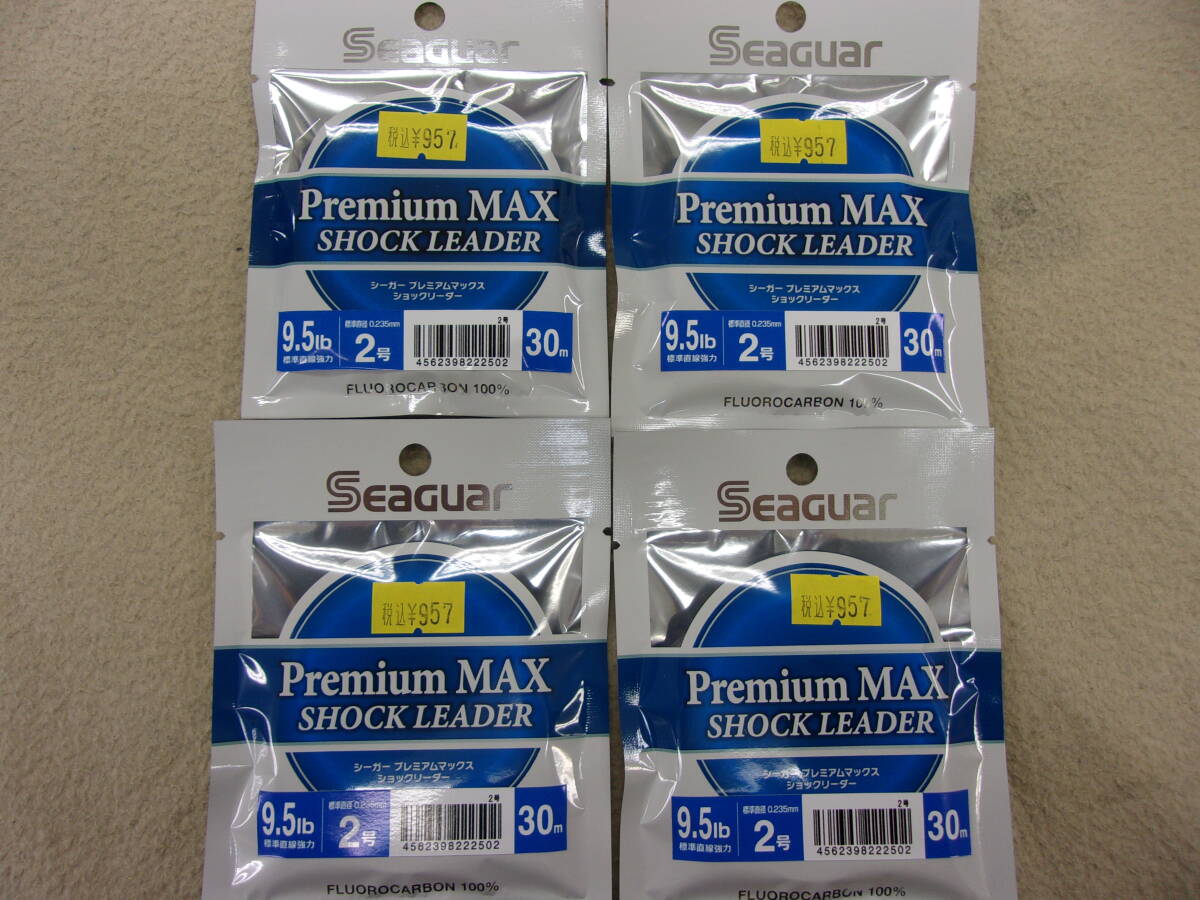 Seaguar
税込¥957
Premium MAX
SHOCK LEADER
シーガー プレミアムマックス
ショックリーダー
9.5lb
標準直線強力
標準直径 0.235mm
2号
2号
4562398222502
30m
FLUOROCARBON 100%
Seaguar
税込¥957
Premium MAX
SHOCK LEADER
シーガー プレミアムマックス
ショックリーダー
9.5lb
標準直線強力
標準直径 0.235mm
2号
2号
4562398222502
30m
FLUOROCARBON 100%
Seaguar
税込¥957
Premium MAX
SHOCK LEADER
シーガー プレミアムマックス
ショックリーダー
9.5lb
標準直線強力
標準直径 0.235mm
2号
2号
4562398222502
30m
FLUOROCARBON 100%
Seaguar
税込¥957
Premium MAX
SHOCK LEADER
シーガー プレミアムマックス
ショックリーダー
9.5lb
標準直線強力
標準直径 0.235mm
2号
2号
4562398222502
30m
FLUOROCARBON 100%